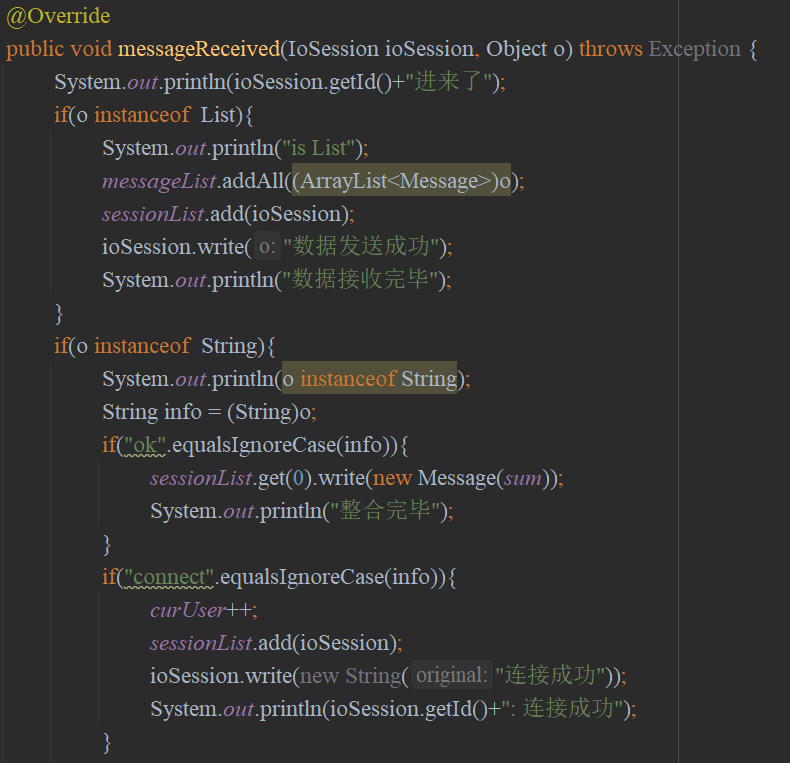 @Override
public void messageReceived(IoSession ioSession, Object o) throws Exception {
System.out.println(ioSession.getId()+"进来了");
if(o instanceof  List){
System.out.println("is List");
messageList.addAll((ArrayList<Message>)o);
sessionList.add(ioSession);
ioSession.write( o: "数据发送成功");
System.out.println("数据接收完毕");
}
if(o instanceof  String){
System.out.println(o instanceof String);
String info = (String)o;
if("ok".equalsIgnoreCase(info)){
sessionList.get(0).write(new Message(sum));
System.out.println("整合完毕");
}
if("connect".equalsIgnoreCase(info)){
curUser++;
sessionList.add(ioSession);
ioSession.write(new String( original: "连接成功"));
System.out.println(ioSession.getId()+": 连接成功");
}